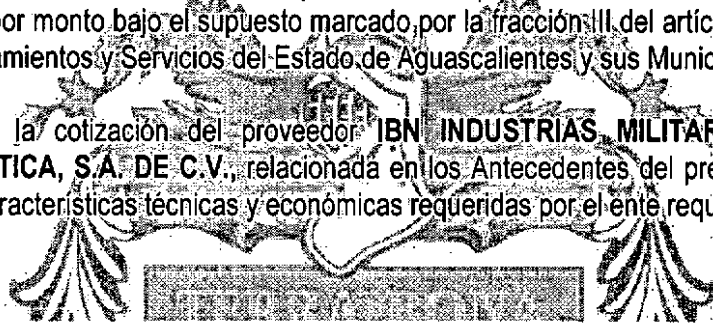 por monto bajo el supuesto marcado por la fracción III del artíc
amientos y Servicios del Estado de Aguascalientes y sus Munic
la cotización del proveedor IBN INDUSTRIAS MILITAR
TICA, S.A. DE C.V., relacionada en los Antecedentes del pre
racterísticas técnicas y económicas requeridas por el ente requ